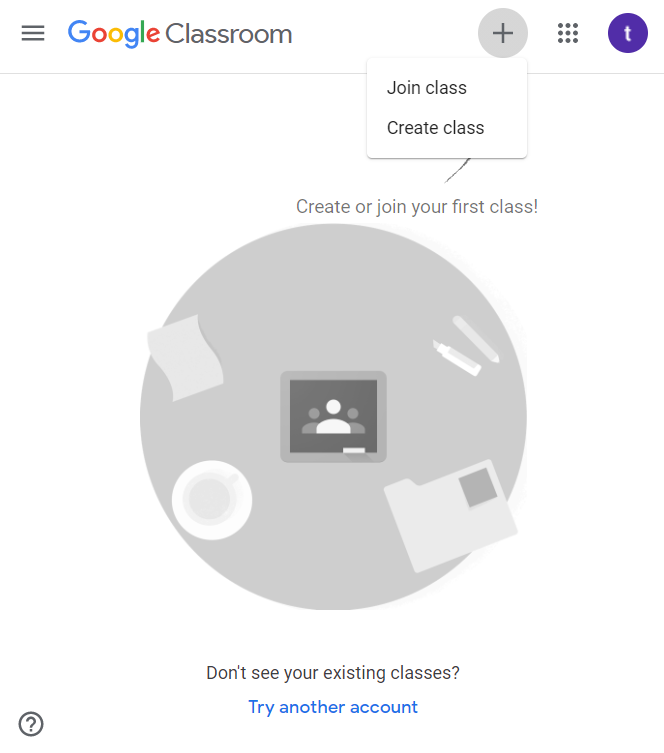 Google Classroom
t
Join class
Create class
Create or join your first class!
Don't see your existing classes?
Try another account